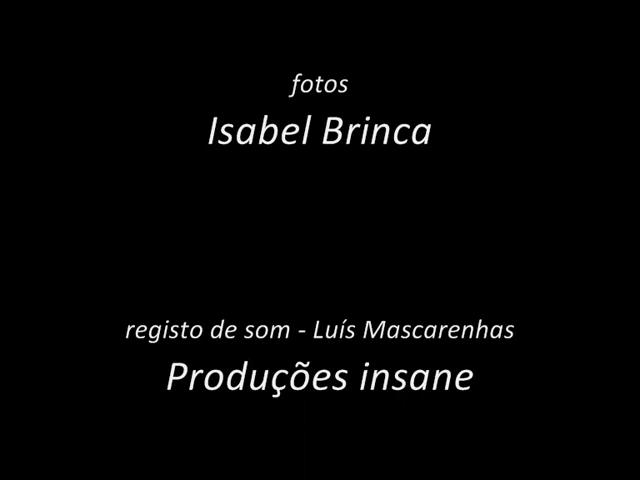 fotos
Isabel Brinca
registo de som - Luís Mascarenhas
Produções insane